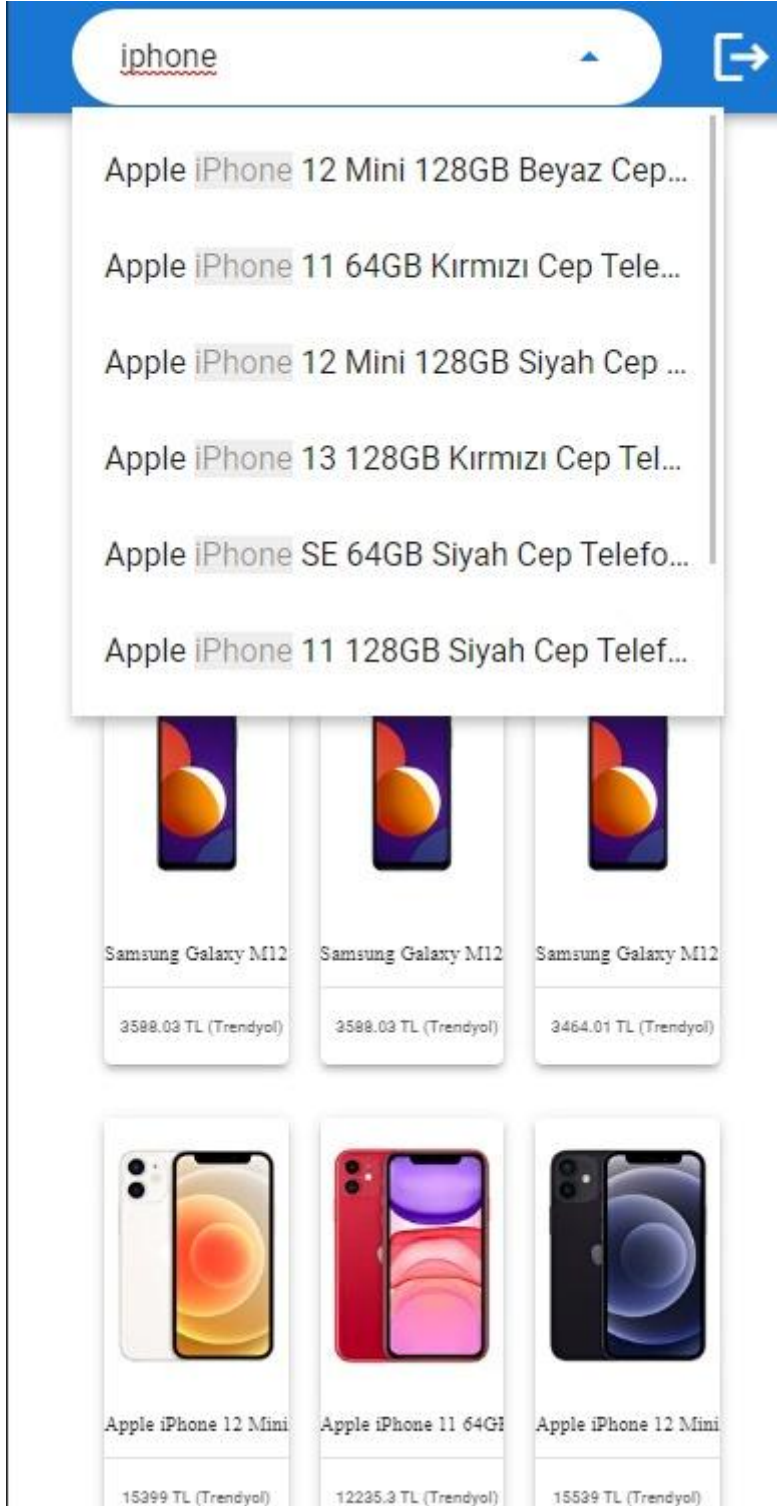 iphone
Apple iPhone 12 Mini 128GB Beyaz Cep...
Apple iPhone 11 64GB Kırmızı Cep Tele...
Apple iPhone 12 Mini 128GB Siyah Cep ...
Apple iPhone 13 128GB Kırmızı Cep Tel...
Apple iPhone SE 64GB Siyah Cep Telefo...
Apple iPhone 11 128GB Siyah Cep Telef...
Samsung Galaxy M12 Samsung Galaxy M12 Samsung Galaxy M12
3588.03 TL (Trendyol) 3588.03 TL (Trendyol) 3464.01 TL (Trendyol)
Apple iPhone 12 Mini Apple iPhone 11 64GB Apple iPhone 12 Mini
15399 TL (Trendyol) 12235.3 TL (Trendyol) 15539 TL (Trendyol)